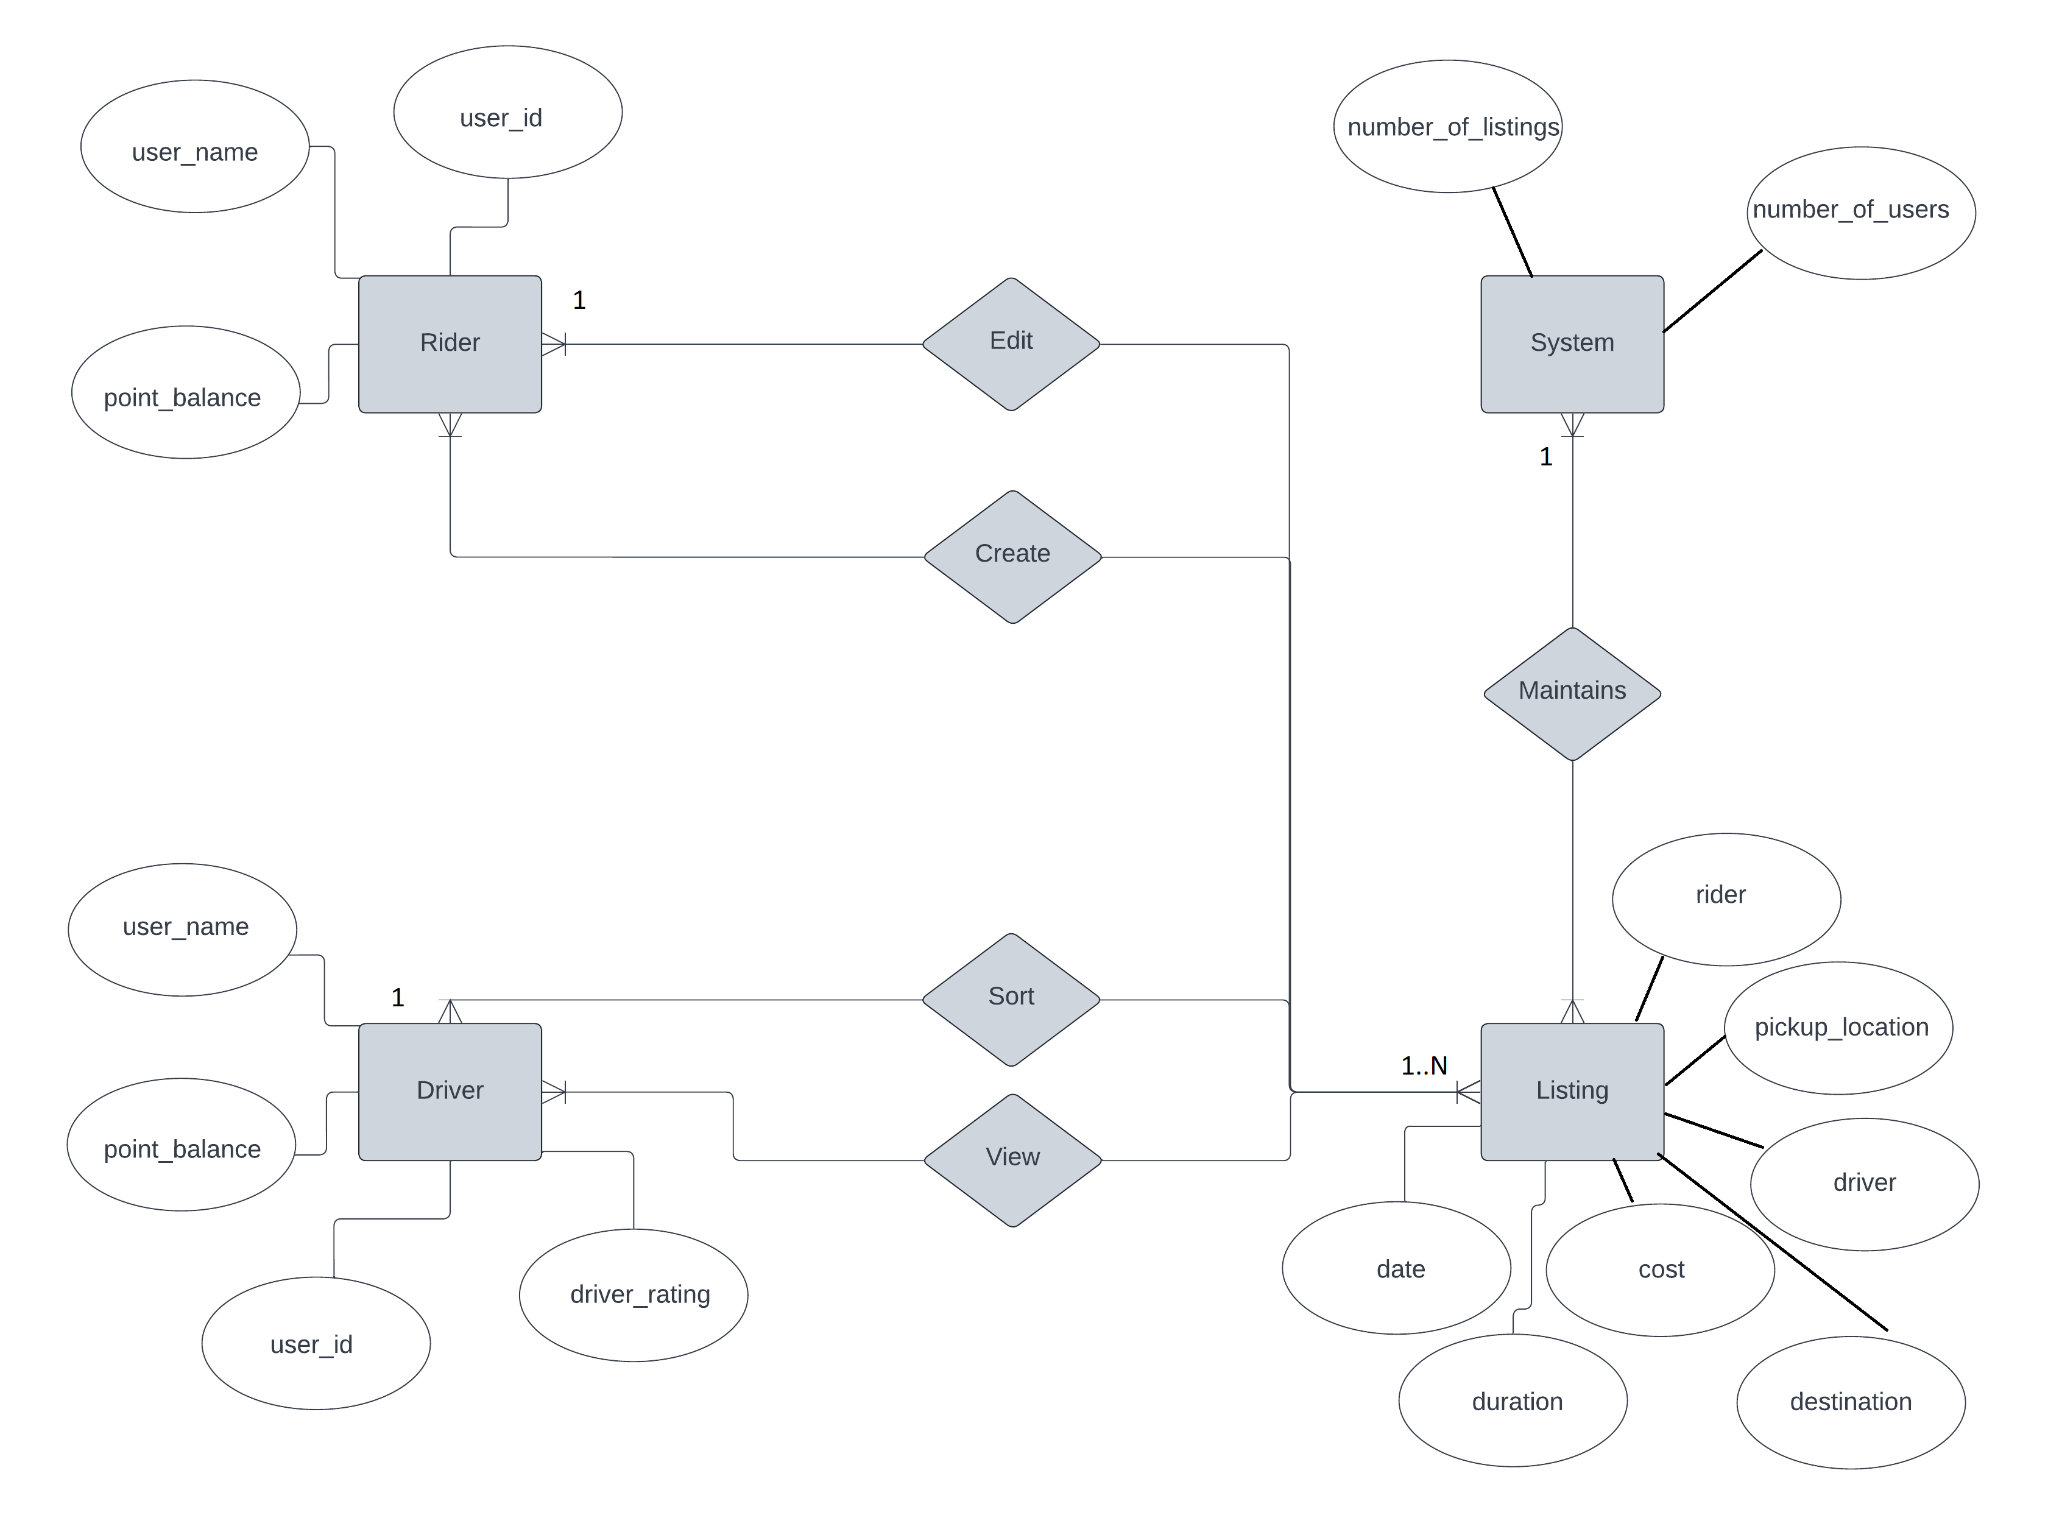 user_name
user_id
number_of_listings
number_of_users
1
Rider
Edit
System
point_balance
1
Create
Maintains
rider
user_name
1
Sort
pickup_location
1..N
Driver
Listing
point_balance
View
driver
user_id
driver_rating
date
cost
duration
destination